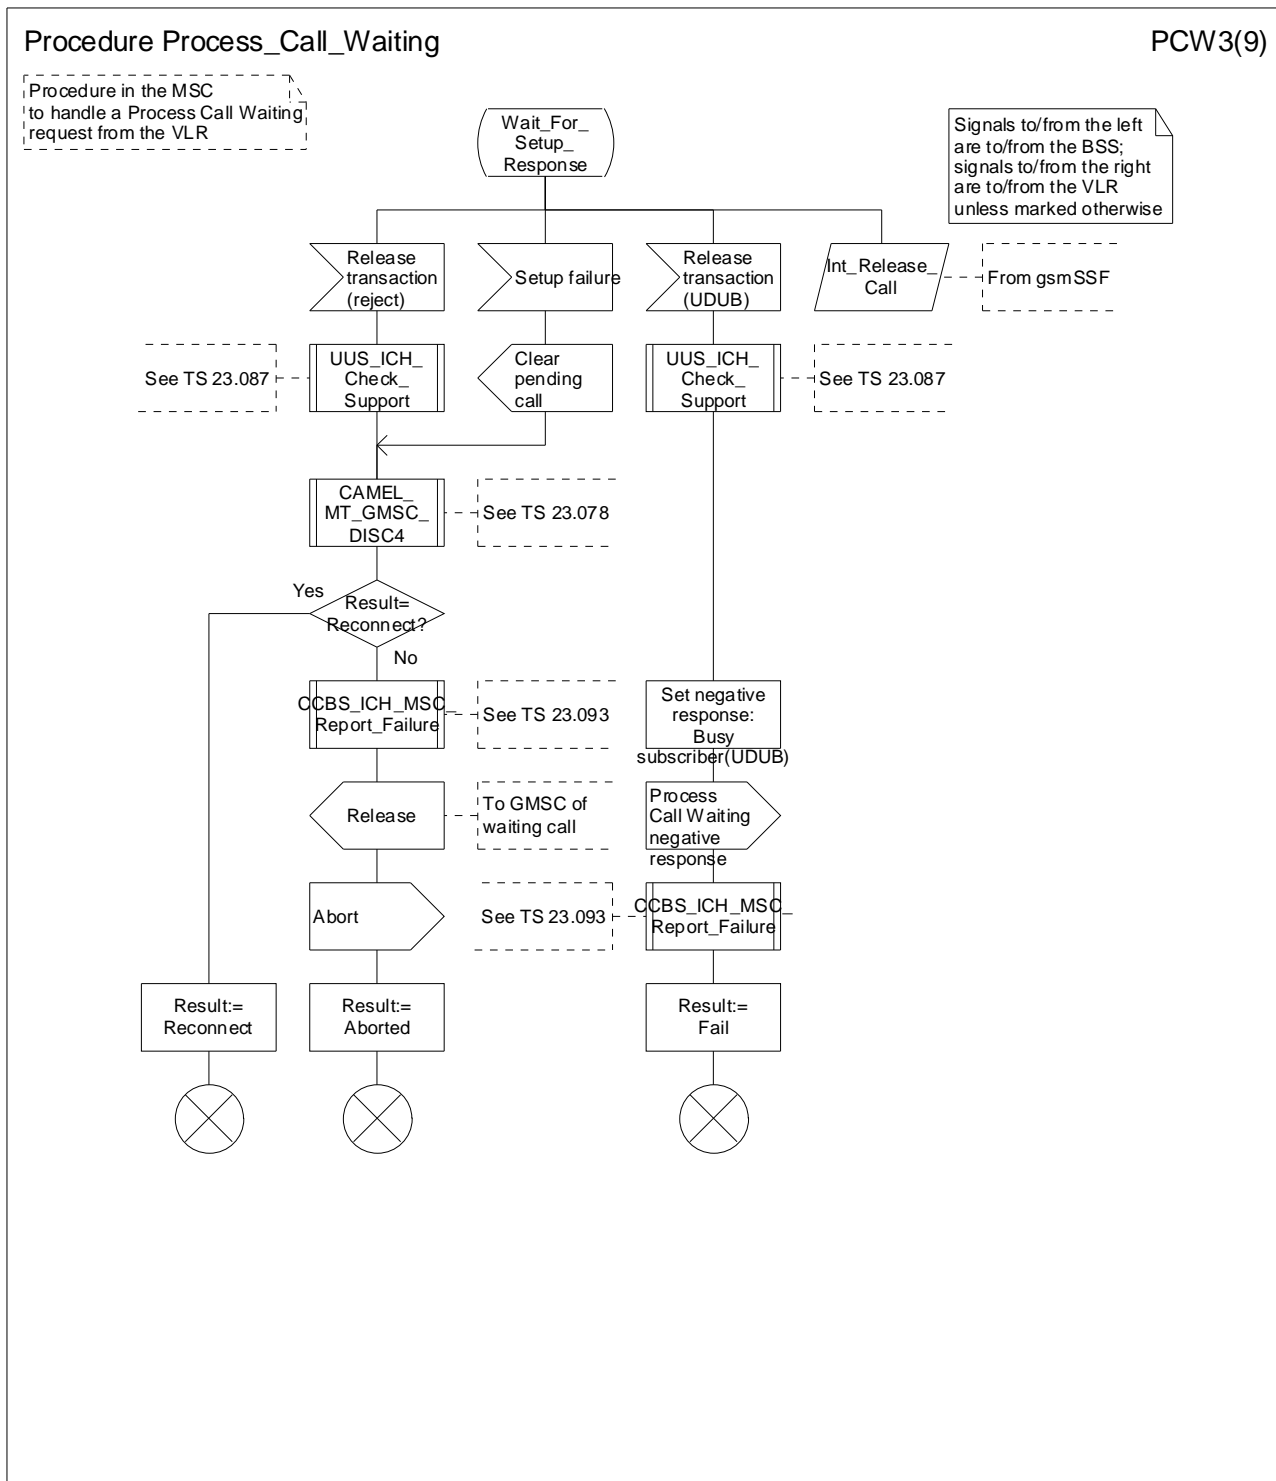 Procedure Process_Call_Waiting
PCW3(9)
Procedure in the MSC
to handle a Process Call Waiting
request from the VLR
Wait_For_
Setup_
Response
Signals to/from the left
are to/from the BSS;
signals to/from the right
are to/from the VLR
unless marked otherwise
Release
transaction
(reject)
Setup failure
Release
transaction
(UDUB)
Int_Release_
Call
From gsmSSF
See TS 23.087
UUS_ICH_
Check_
Support
Clear
pending
call
UUS_ICH_
Check_
Support
See TS 23.087
CAMEL_
MT_GMSC_
DISC4
See TS 23.078
Yes
Result=
Reconnect?
No
CCBS_ICH_MSC_
Report_Failure
See TS 23.093
Set negative
response:
Busy
subscriber(UDUB)
Release
To GMSC of
waiting call
Process
Call Waiting
negative
response
Abort
See TS 23.093
CCBS_ICH_MSC_
Report_Failure
Result:=
Reconnect
Result:=
Aborted
Result:=
Fail